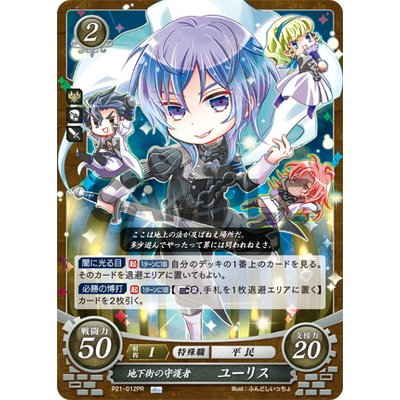 2
ここは地上の法が及ばねぇ場所だ。
多少遊んでやったって罪には問われねえさ。
闇に光る目 起 1ターンに1回 自分のデッキの1番上のカードを見る。
そのカードを退避エリアに置いてもよい。
必勝の博打 起 1ターンに1回 【 2、手札を1枚退避エリアに置く】
カードを2枚引く。
戦闘力 50
射程 1
特殊職
平民
支援力 20
地下街の守護者 ユーリス
P21-012PR
Illust：ふんどしいっちょ